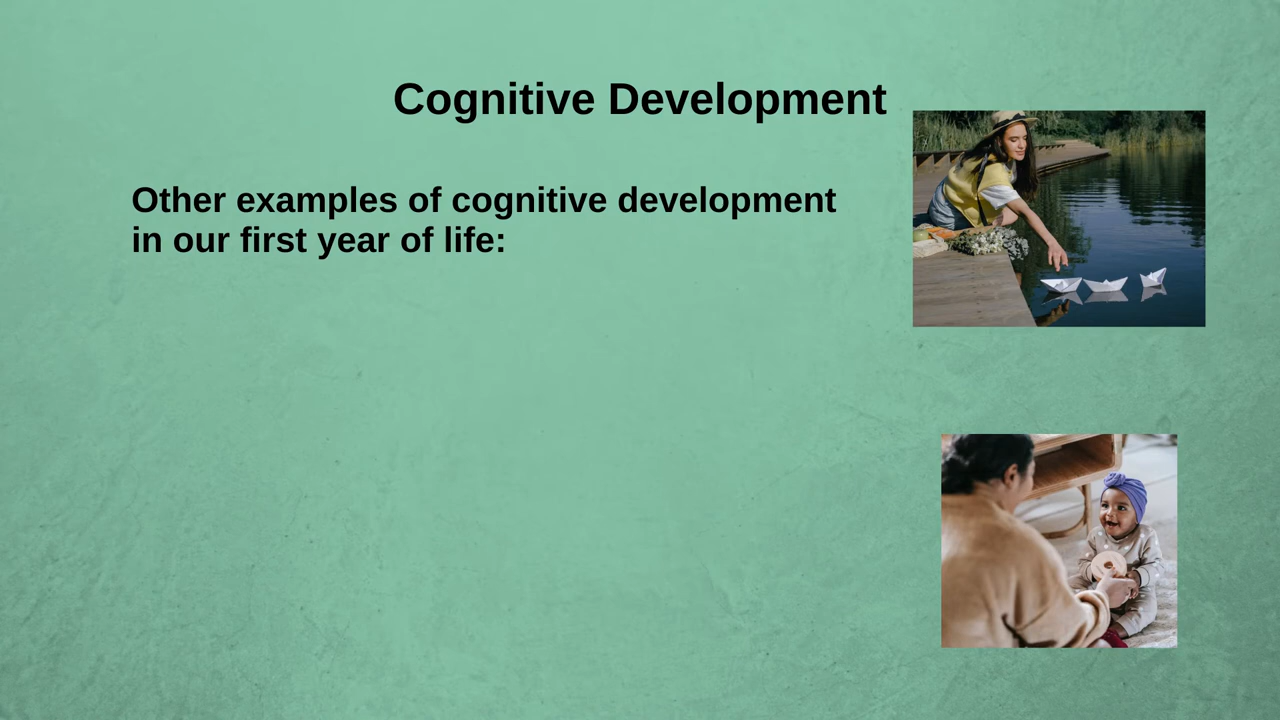 Cognitive Development
Other examples of cognitive development
in our first year of life: